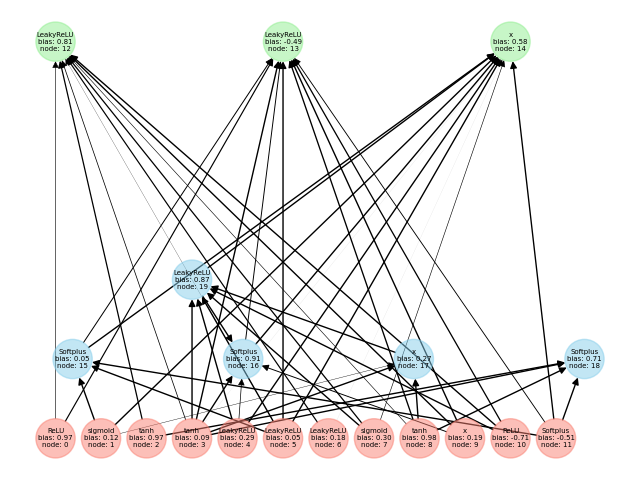 LeakyReLU
bias: 0.81
node: 12
LeakyReLU
bias: -0.49
node: 13
x
bias: 0.58
node: 14
LeakyReLU
bias: 0.87
node: 19
Softplus
bias: 0.05
node: 15
Softplus
bias: 0.91
node: 16
x
bias: 0.27
node: 17
Softplus
bias: 0.71
node: 18
ReLU
bias: 0.97
node: 0
sigmoid
bias: 0.12
node: 1
tanh
bias: 0.97
node: 2
tanh
bias: 0.09
node: 3
LeakyReLU
bias: 0.29
node: 4
LeakyReLU
bias: 0.05
node: 5
LeakyReLU
bias: 0.18
node: 6
sigmoid
bias: 0.30
node: 7
tanh
bias: 0.98
node: 8
x
bias: 0.19
node: 9
ReLU
bias: -0.71
node: 10
Softplus
bias: -0.51
node: 11